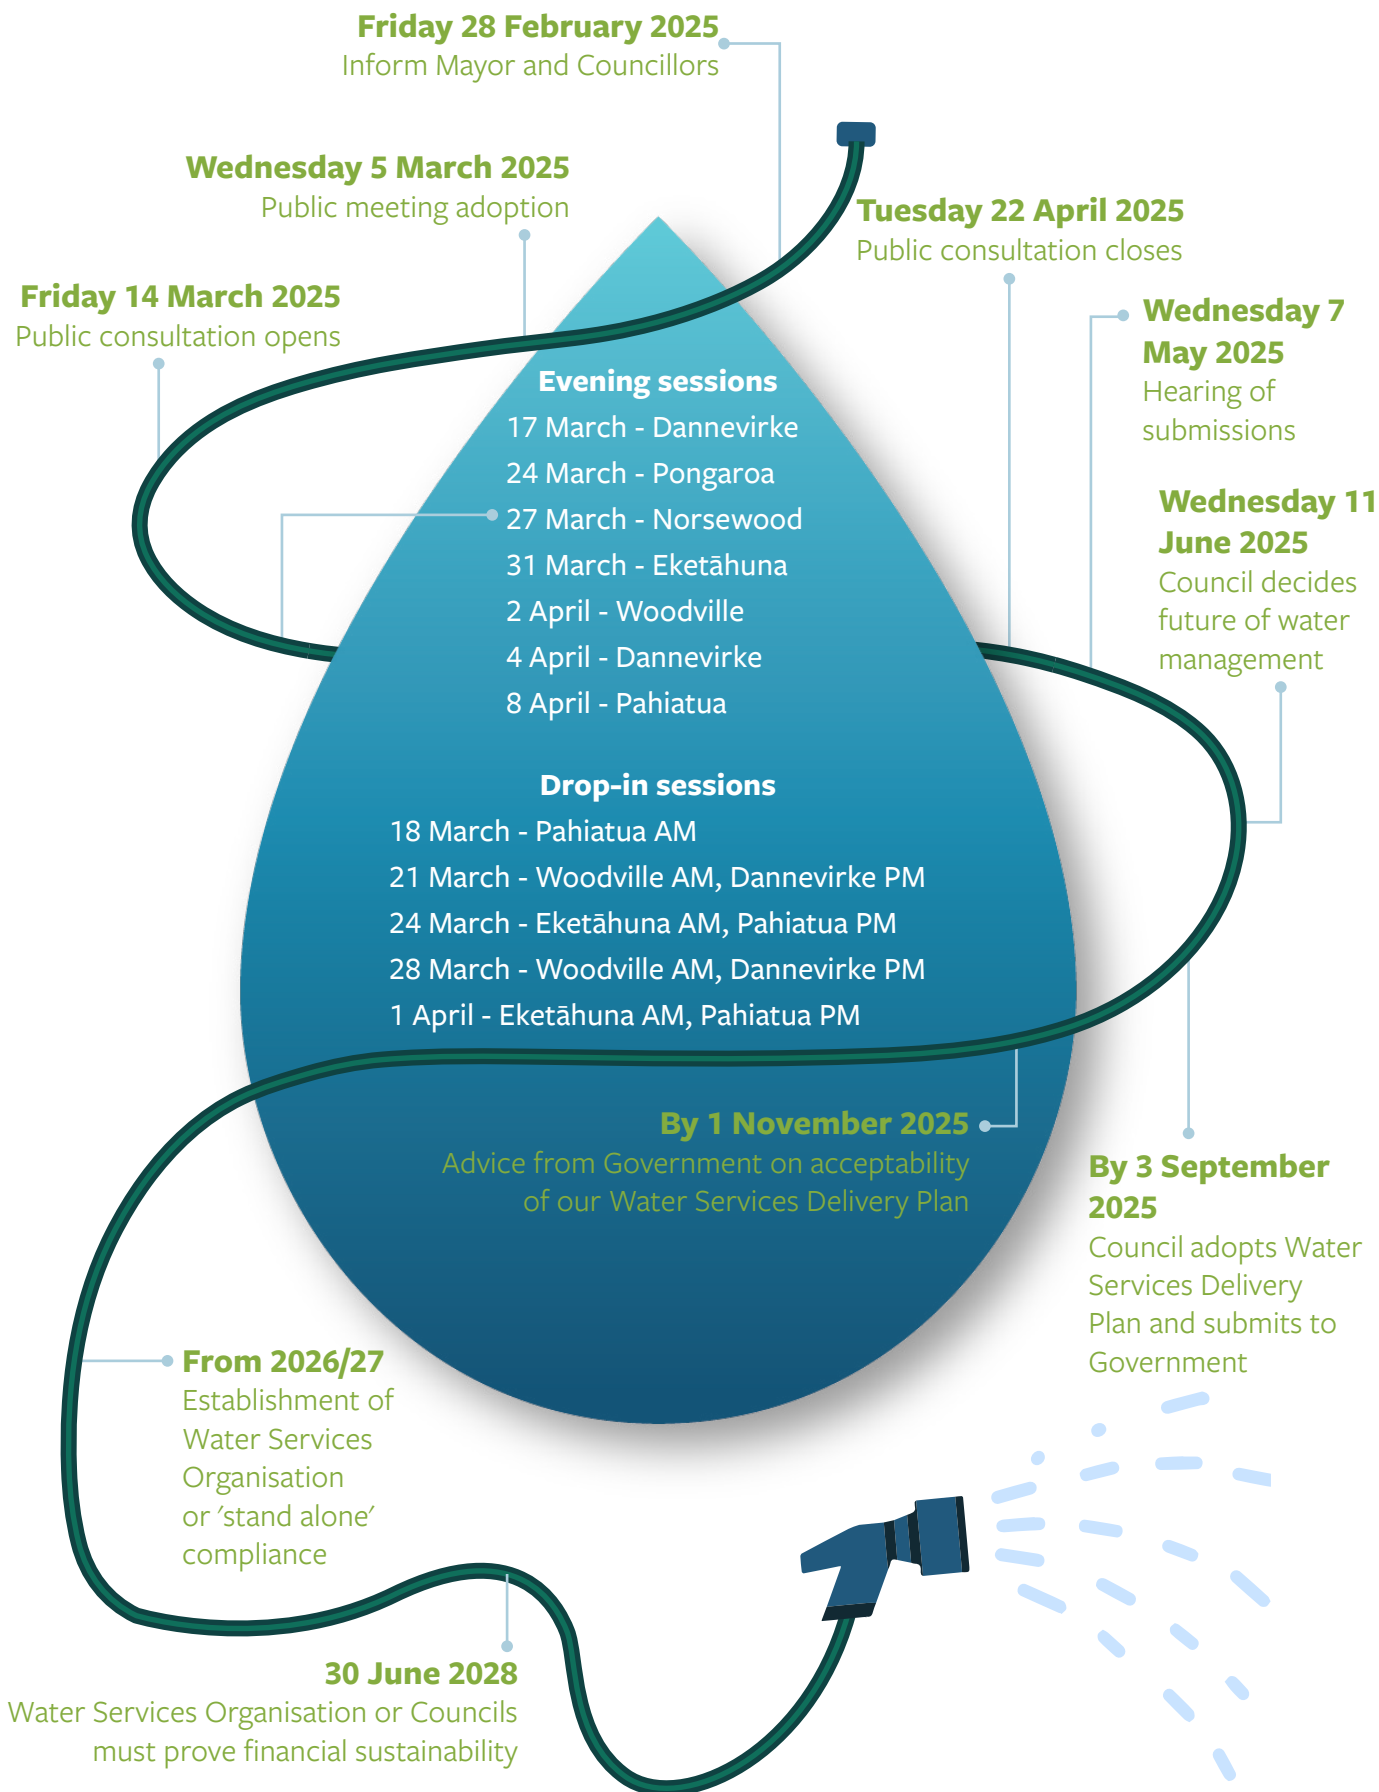 Friday 28 February 2025
Inform Mayor and Councillors
Wednesday 5 March 2025
Public meeting adoption
Friday 14 March 2025
Public consultation opens
Evening sessions
17 March - Dannevirke
24 March - Pongaroa
27 March - Norsewood
31 March - Eketāhuna
2 April - Woodville
4 April - Dannevirke
8 April - Pahiatua
Drop-in sessions
18 March - Pahiatua AM
21 March - Woodville AM, Dannevirke PM
24 March - Eketāhuna AM, Pahiatua PM
28 March - Woodville AM, Dannevirke PM
1 April - Eketāhuna AM, Pahiatua PM
Tuesday 22 April 2025
Public consultation closes
Wednesday 7
May 2025
Hearing of
submissions
Wednesday 11
June 2025
Council decides
future of water
management
By 3 September
2025
Council adopts Water
Services Delivery
Plan and submits to
Government
By 1 November 2025
Advice from Government on acceptability
of our Water Services Delivery Plan
From 2026/27
Establishment of
Water Services
Organisation
or 'stand alone'
compliance
30 June 2028
Water Services Organisation or Councils
must prove financial sustainability